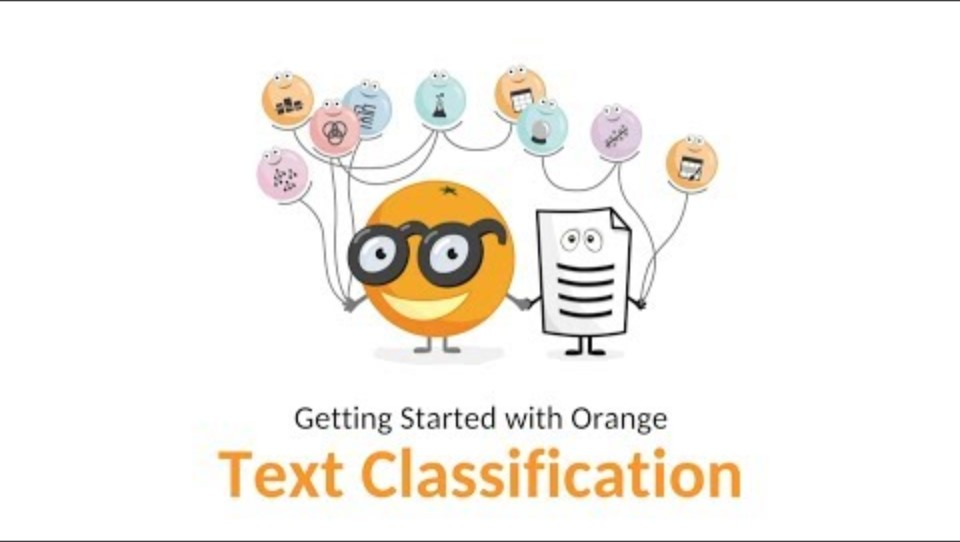 Getting Started with Orange
Text Classification